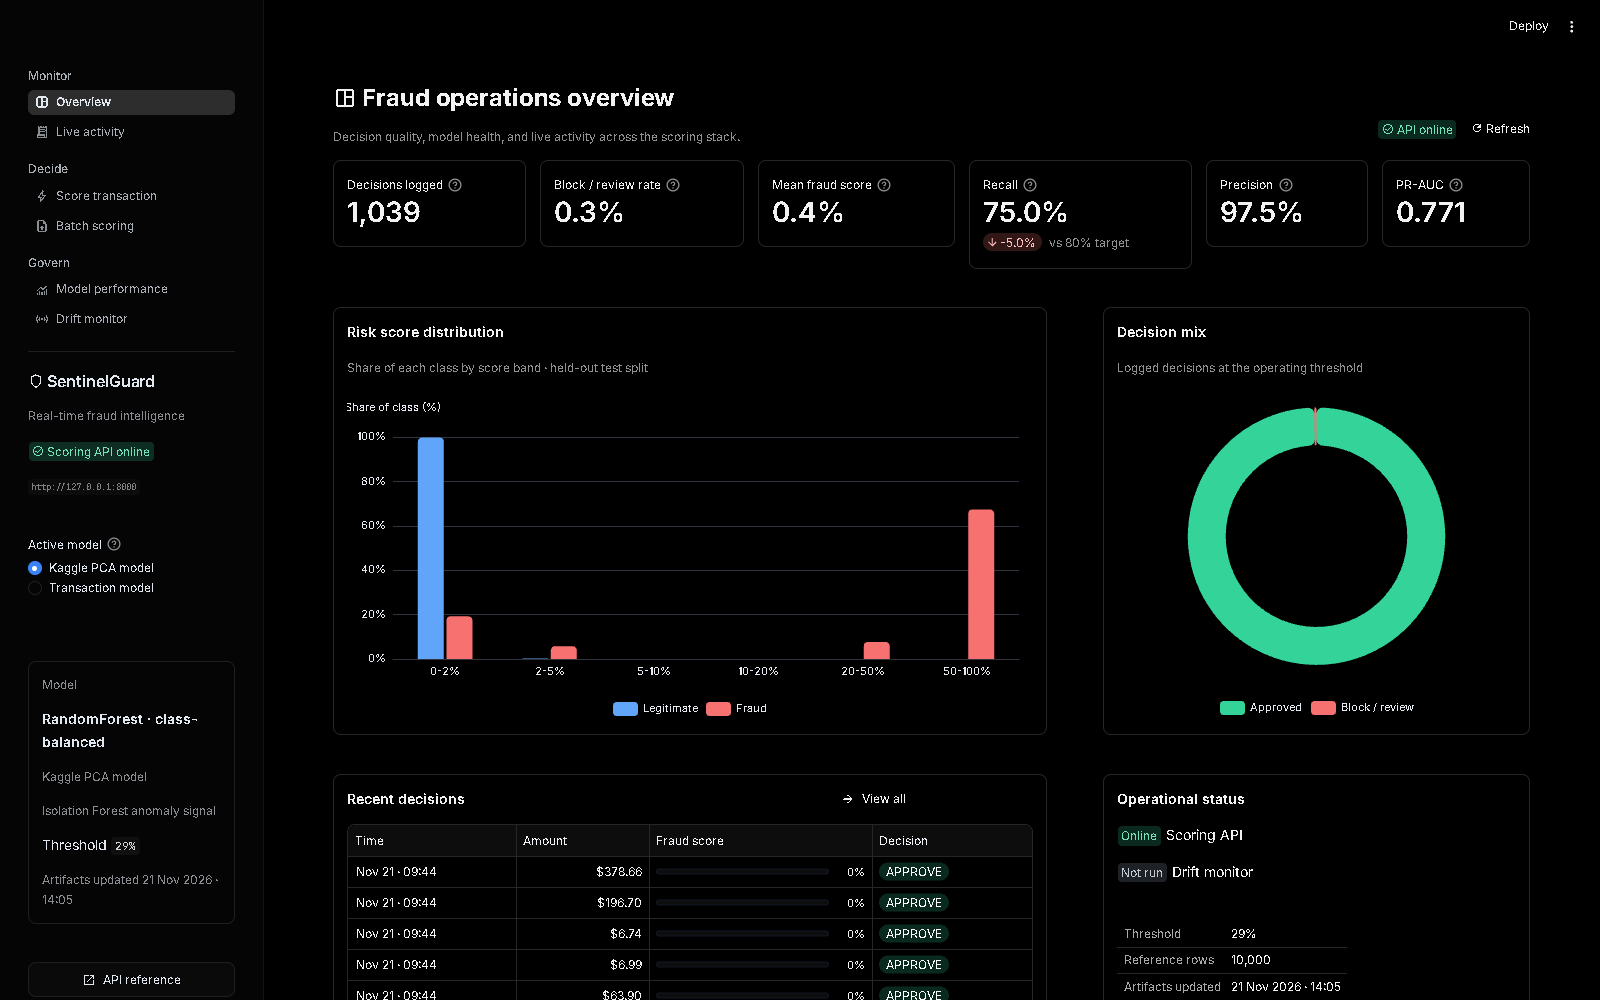 Deploy
Monitor
Overview
Live activity
Decide
Score transaction
Batch scoring
Govern
Model performance
Drift monitor
SentinelGuard
Real-time fraud intelligence
Scoring API online
http://127.0.0.1:8000
Active model
Kaggle PCA model
Transaction model
Model
RandomForest · class-
balanced
Kaggle PCA model
Isolation Forest anomaly signal
Threshold 29%
Artifacts updated 21 Nov 2026 ·
14:05
API reference
Fraud operations overview
Decision quality, model health, and live activity across the scoring stack.
API online
Refresh
Decisions logged
1,039
Block / review rate
0.3%
Mean fraud score
0.4%
Recall
75.0%
-5.0% vs 80% target
Precision
97.5%
PR-AUC
0.771
Risk score distribution
Share of each class by score band · held-out test split
Share of class (%)
100%
80%
60%
40%
20%
0%
0-2% 2-5% 5-10% 10-20% 20-50% 50-100%
Legitimate Fraud
Decision mix
Logged decisions at the operating threshold
Approved Block / review
Recent decisions
View all
Time Amount Fraud score Decision
Nov 21 · 09:44 $378.66 0% APPROVE
Nov 21 · 09:44 $196.70 0% APPROVE
Nov 21 · 09:44 $6.74 0% APPROVE
Nov 21 · 09:44 $6.99 0% APPROVE
Nov 21 · 09:44 $63.90 0% APPROVE
Operational status
Online Scoring API
Not run Drift monitor
Threshold 29%
Reference rows 10,000
Artifacts updated 21 Nov 2026 · 14:05